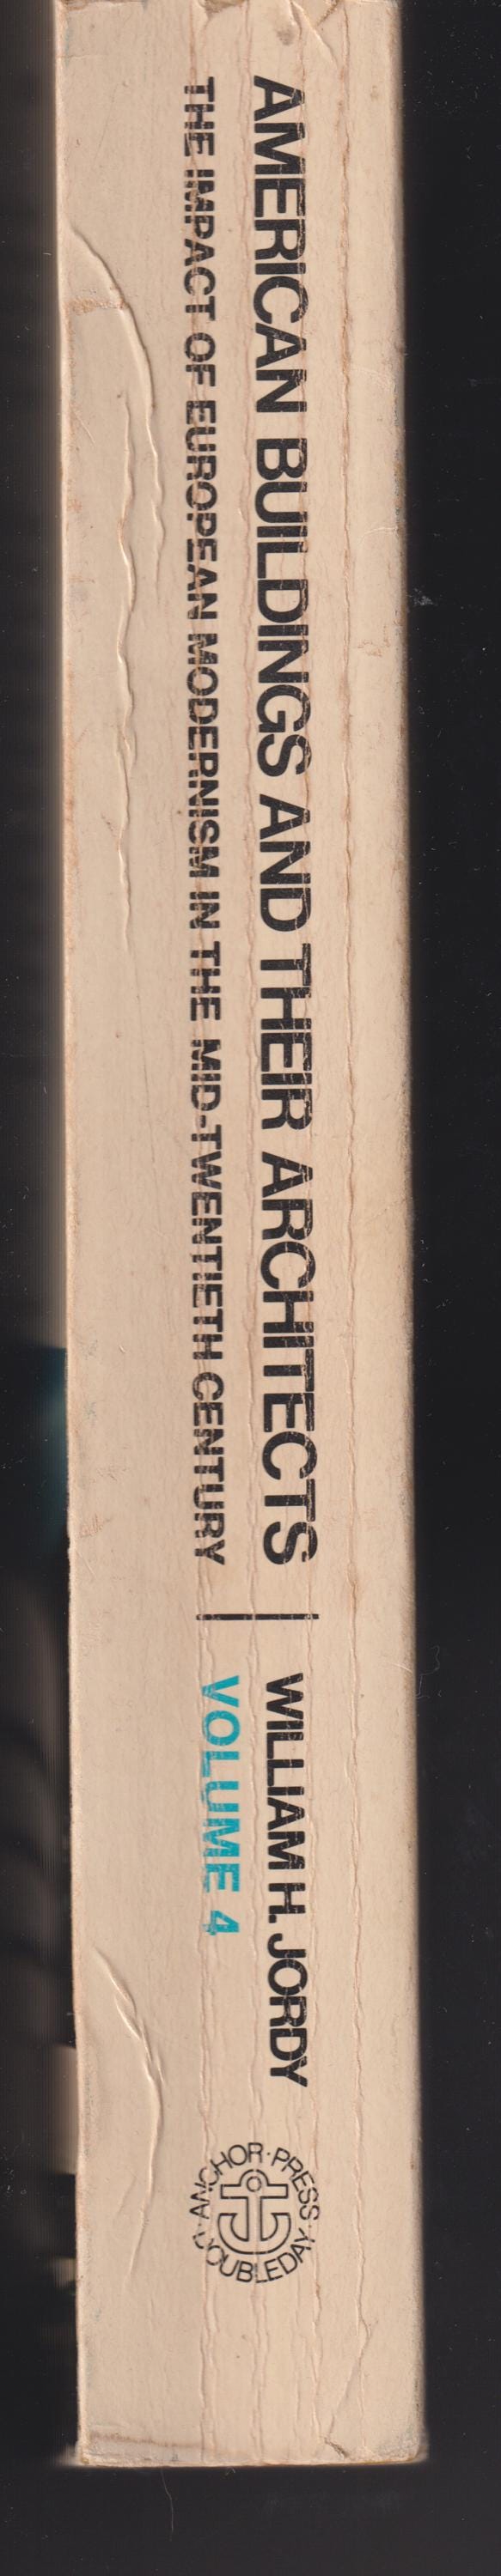 AMERICAN BUILDINGS AND THEIR ARCHITECTS
THE IMPACT OF EUROPEAN MODERNISM IN THE MID-TWENTIETH CENTURY
WILLIAM H. JORDY
VOLUME 4
ANCHOR · PRESS · DOUBLEDAY ·